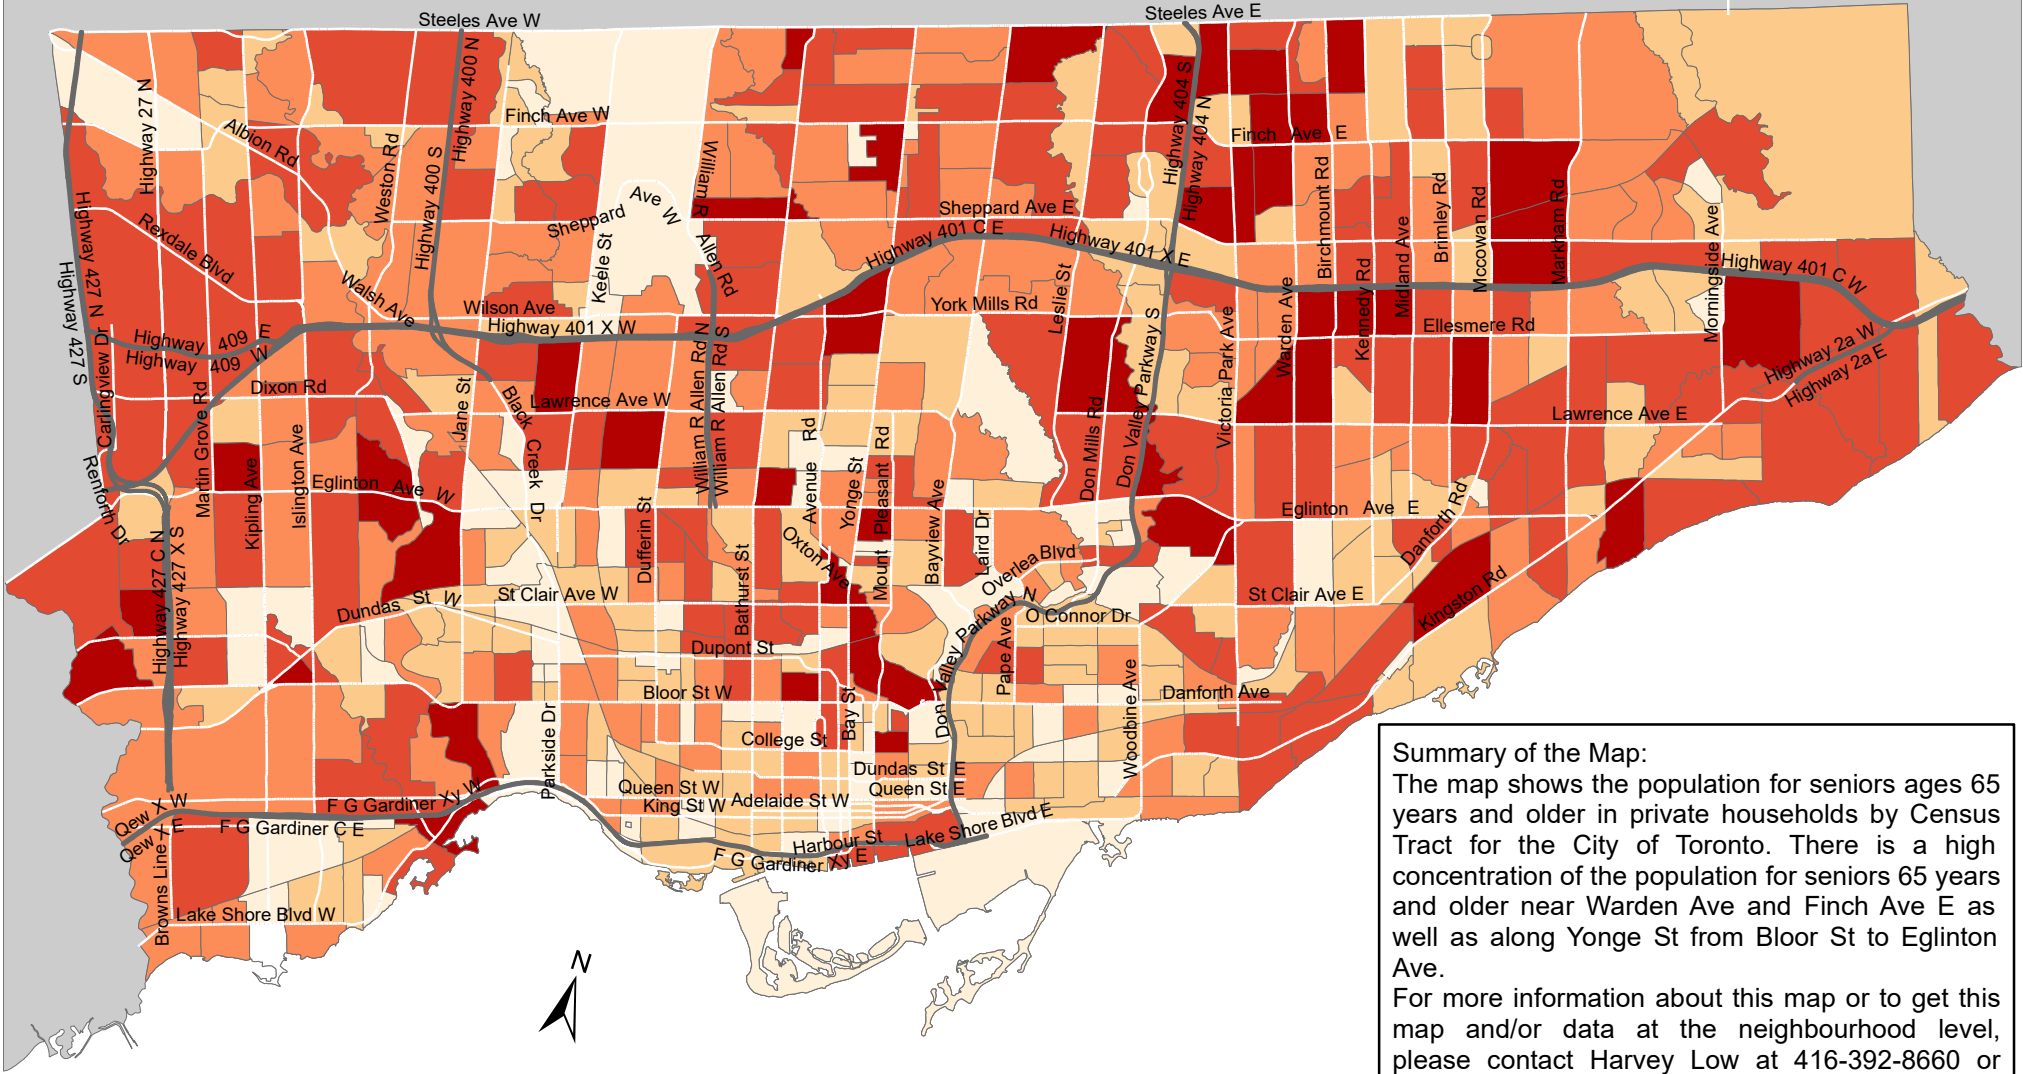 Steeles Ave W
Steeles Ave E
Highway 27 N
Albion Rd
Weston Rd
Highway 400 N
Highway 400 S
Finch Ave W
William R
Allen Rd
Sheppard Ave W
Keele St
Highway 404 S
Highway 404 N
Finch Ave E
Sheppard Ave E
Highway 401 C E
Highway 401 X E
Birchmount Rd
Kennedy Rd
Midland Ave
Brimley Rd
Mccowan Rd
Markham Rd
Morningside Ave
Highway 401 C W
Highway 427 N
Highway 427 S
Highway 427 S
Rexdale Blvd
Walsh Ave
Wilson Ave
Highway 401 X W
York Mills Rd
Leslie St
Warden Ave
Ellesmere Rd
Highway 2a W
Highway 2a E
Highway 409 E
Highway 409 W
Carlingview Dr
Dixon Rd
Martin Grove Rd
Jane St
Black Creek Dr
Lawrence Ave W
William R Allen Rd N
William R Allen Rd S
Avenue Rd
Yonge St
Mount Pleasant Rd
Bayview Ave
Don Mills Rd
Don Valley Parkway S
Victoria Park Ave
Lawrence Ave E
Renforth Dr
Kipling Ave
Islington Ave
Eglinton Ave W
Dufferin St
Bathurst St
Oxton Ave
Laird Dr
Overlea Blvd
Eglinton Ave E
Danforth Rd
Highway 427 C N
Highway 427 X S
Dundas St W
St Clair Ave W
Don Valley Parkway N
O Connor Dr
St Clair Ave E
Kingston Rd
Dupont St
Pape Ave
Bloor St W
Bay St
Woodbine Ave
Danforth Ave
Parkside Dr
College St
Dundas St E
Queen St W
Queen St E
King St W
Adelaide St W
Qew X W
Qew X E
F G Gardiner Xy W
F G Gardiner C E
Harbour St
Lake Shore Blvd E
F G Gardiner Xy E
Browns Line
Lake Shore Blvd W
N
Summary of the Map:
The map shows the population for seniors ages 65
years and older in private households by Census
Tract for the City of Toronto. There is a high
concentration of the population for seniors 65 years
and older near Warden Ave and Finch Ave E as
well as along Yonge St from Bloor St to Eglinton
Ave.
For more information about this map or to get this
map and/or data at the neighbourhood level,
please contact Harvey Low at 416-392-8660 or